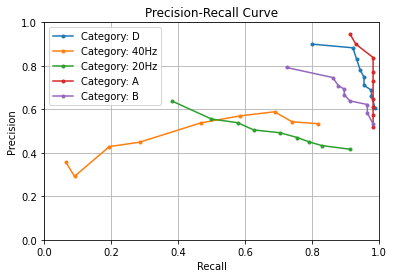 Precision-Recall Curve
1.0
0.8
0.6
0.4
0.2
0.0
Precision
Category: D
Category: 40Hz
Category: 20Hz
Category: A
Category: B
0.0 0.2 0.4 0.6 0.8 1.0
Recall